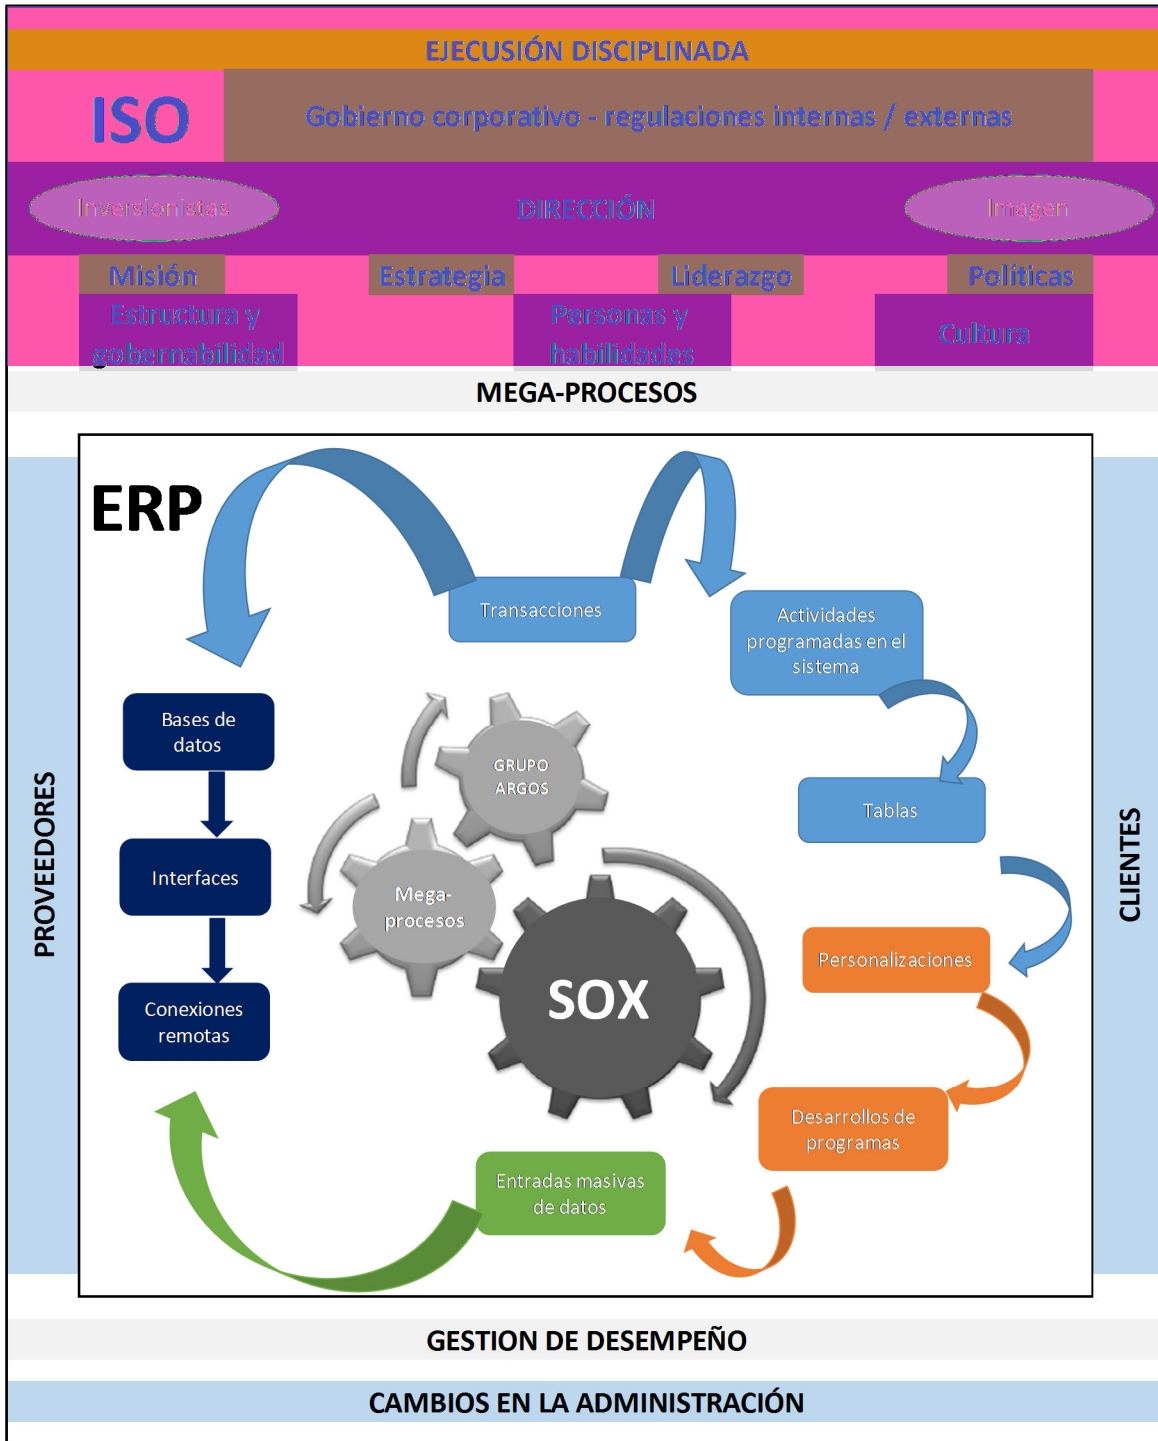 EJECUSIÓN DISCIPLINADA
ISO
Gobierno corporativo - regulaciones internas / externas
Inversionistas
DIRECCIÓN
Imagen
Misión
Estrategia
Liderazgo
Políticas
Estructura y
gobernabilidad
Personas y
habilidades
Cultura
MEGA-PROCESOS
ERP
Transacciones
Actividades
programadas en el
sistema
Bases de
datos
GRUPO
ARGOS
Tablas
PROVEEDORES
CLIENTES
Interfaces
Mega-
procesos
Personalizaciones
SOX
Conexiones
remotas
Desarrollos de
programas
Entradas masivas
de datos
GESTION DE DESEMPEÑO
CAMBIOS EN LA ADMINISTRACIÓN